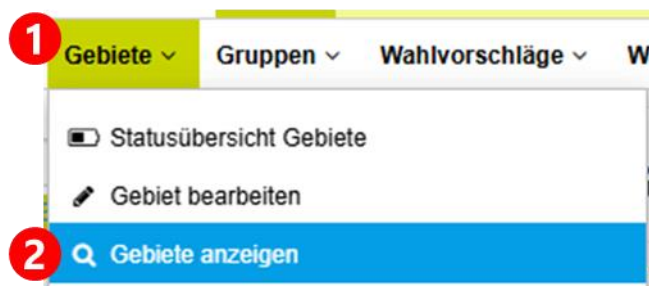 1
Gebiete Gruppen Wahlvorschläge W
Statusübersicht Gebiete
Gebiet bearbeiten
2 Gebiete anzeigen